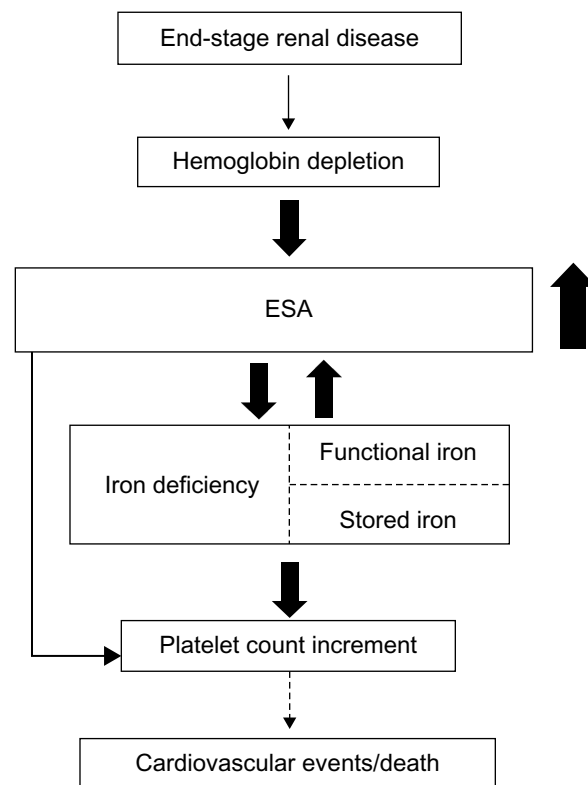 End-stage renal disease
Hemoglobin depletion
ESA
Iron deficiency
Functional iron
Stored iron
Platelet count increment
Cardiovascular events/death